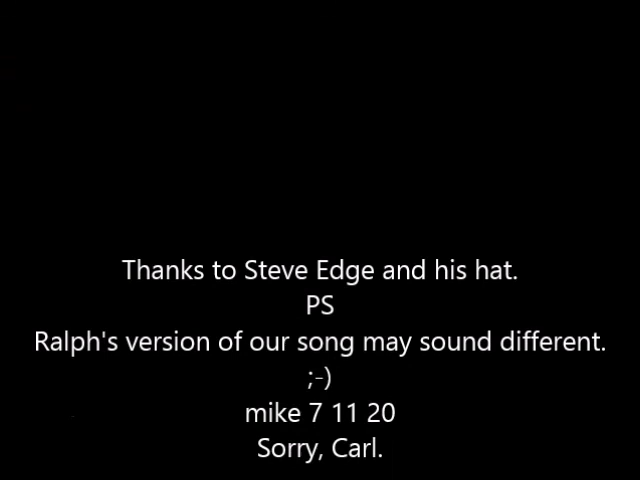 Thanks to Steve Edge and his hat.
PS
Ralph's version of our song may sound different.
;-)
mike 7 11 20
Sorry, Carl.